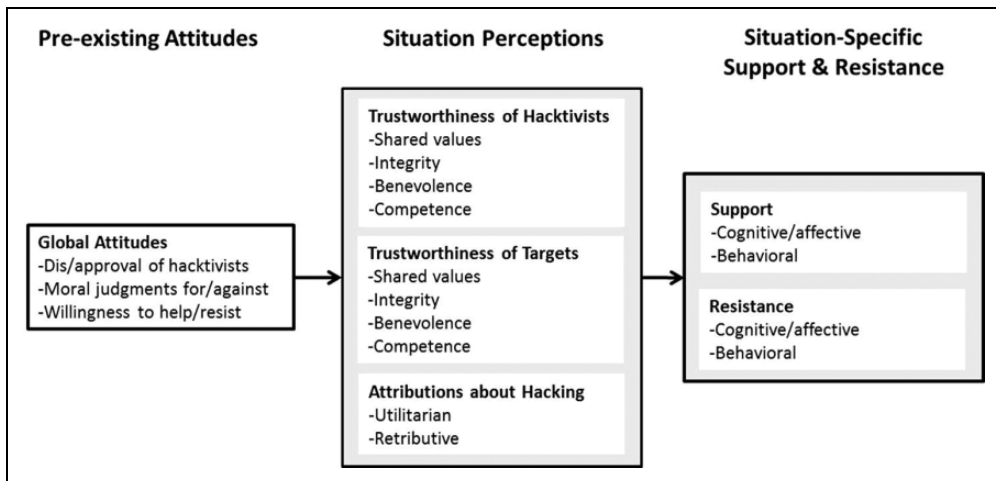 Pre-existing Attitudes
Global Attitudes
-Dis/approval of hacktivists
-Moral judgments for/against
-Willingness to help/resist
Situation Perceptions
Trustworthiness of Hacktivists
-Shared values
-Integrity
-Benevolence
-Competence
Trustworthiness of Targets
-Shared values
-Integrity
-Benevolence
-Competence
Attributions about Hacking
-Utilitarian
-Retributive
Situation-Specific
Support & Resistance
Support
-Cognitive/affective
-Behavioral
Resistance
-Cognitive/affective
-Behavioral